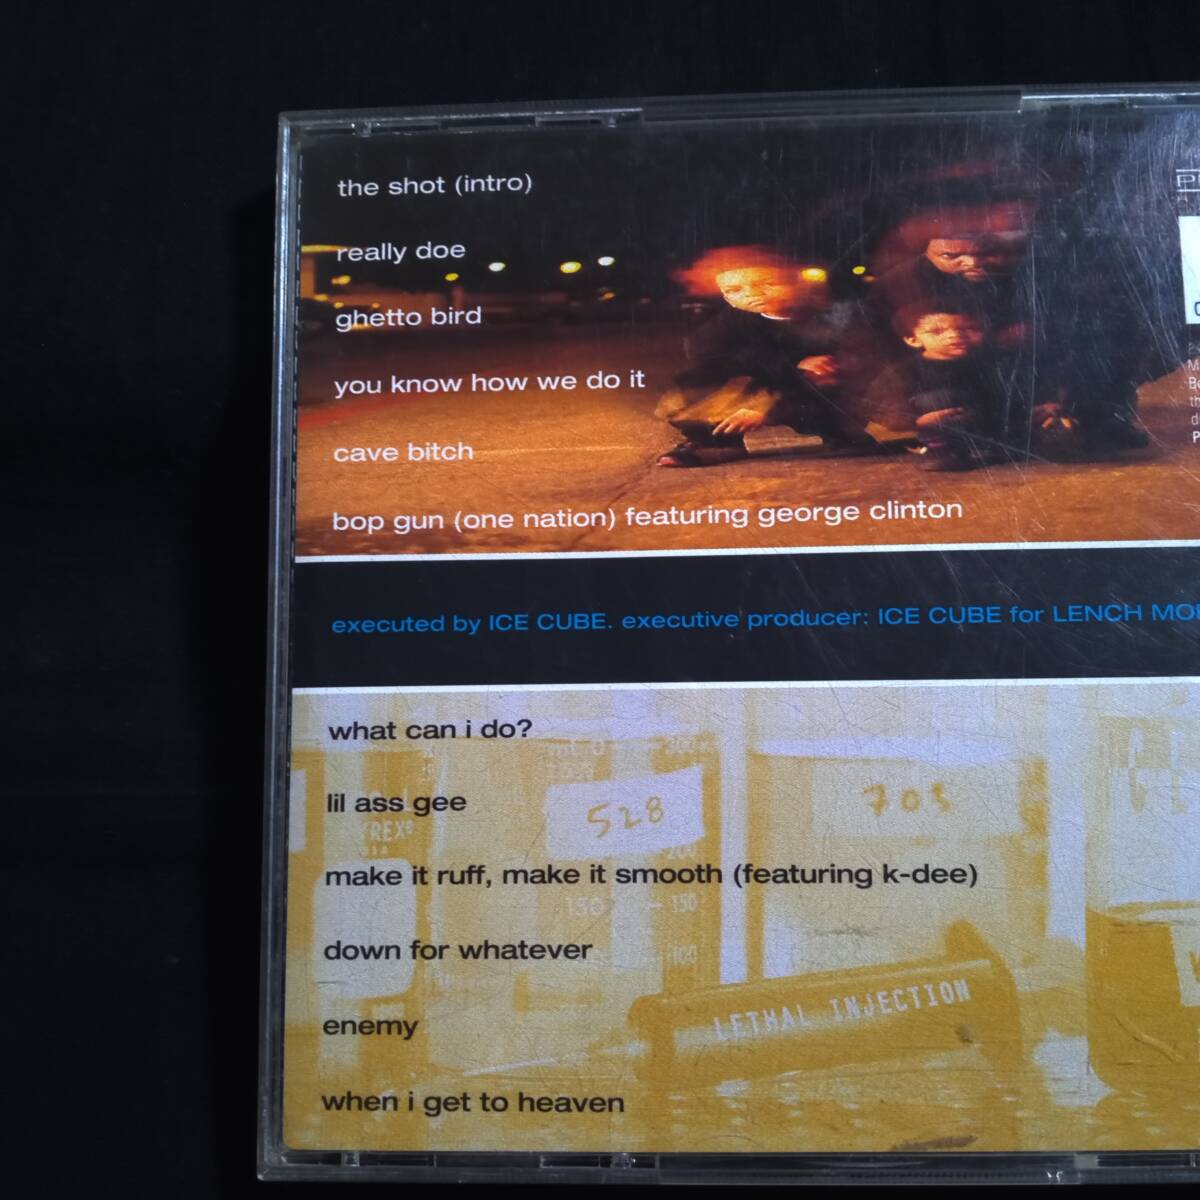 the shot (intro)
really doe
ghetto bird
you know how we do it
cave bitch
bop gun (one nation) featuring george clinton
executed by ICE CUBE. executive producer: ICE CUBE for LENCH
what can i do?
lil ass gee
528
705
make it ruff, make it smooth (featuring k-dee)
150 - 150
100
down for whatever
LETHAL INJECTION
enemy
when i get to heaven